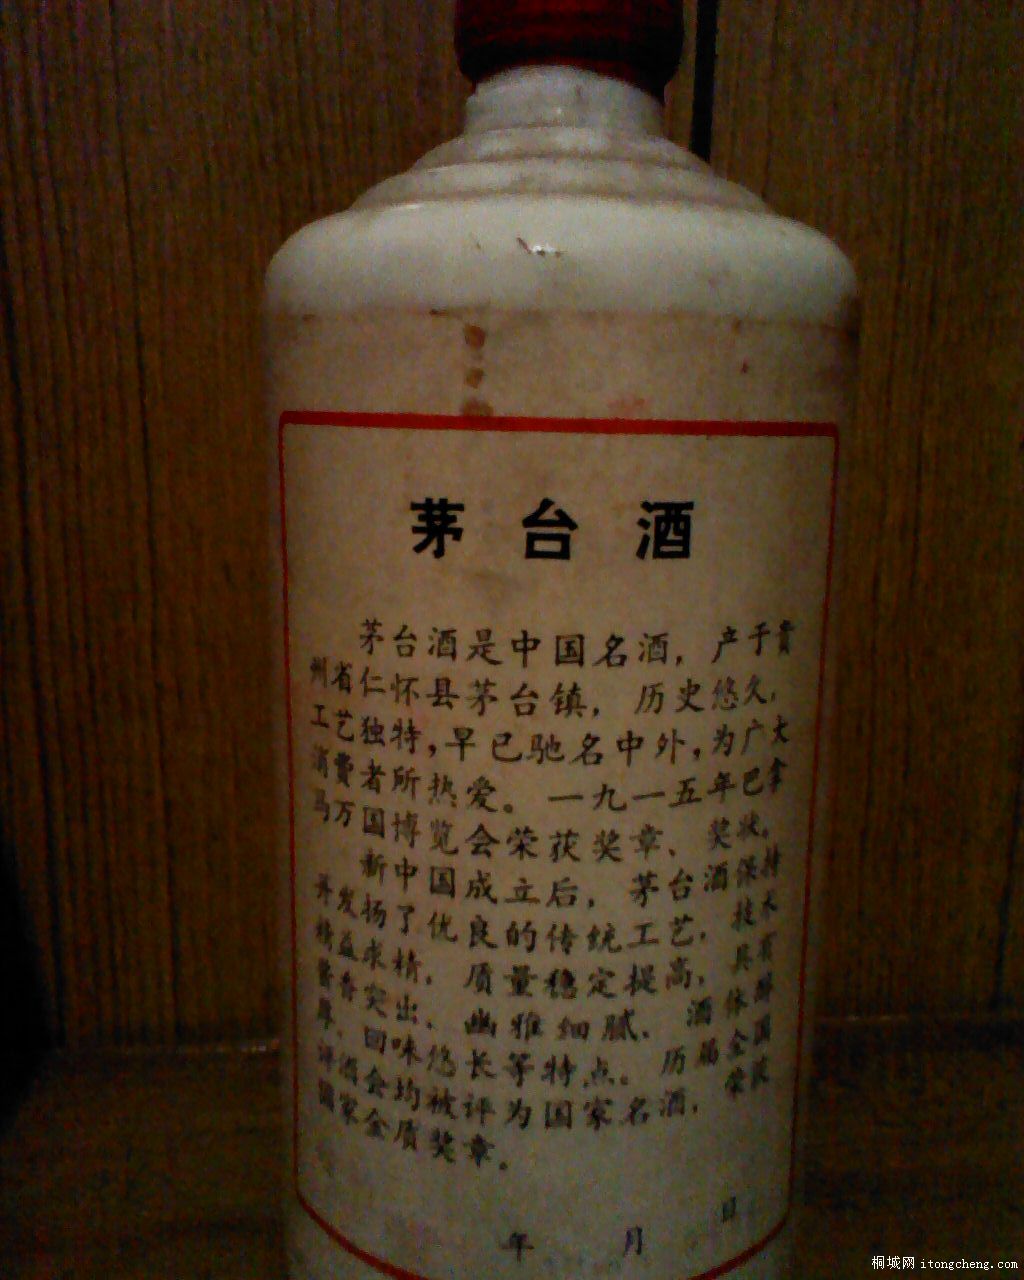 茅台酒
茅台酒是中国名酒，产于贵
州省仁怀县茅台镇，历史悠久，
工艺独特，早已驰名中外，为广大
消费者所热爱。一九一五年巴拿
马万国博览会荣获奖章、奖状。
新中国成立后，茅台酒保持
并发扬了优良的传统工艺，技术
精益求精，质量稳定提高，具有
酱香突出、幽雅细腻、酒体醇
厚、回味悠长等特点。历届全国
评酒会均被评为国家名酒，荣获
国家金质奖章。
年 月 日
桐城网 itongcheng.com